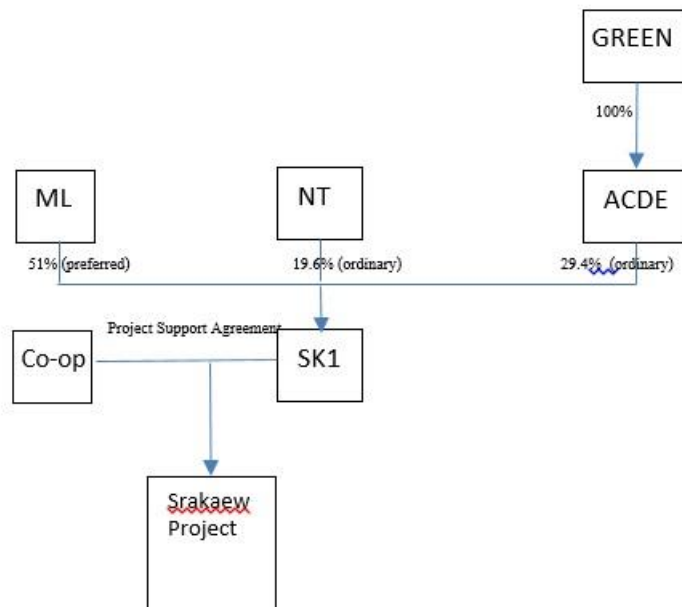 GREEN
100%
ML
NT
ACDE
51% (preferred)
19.6% (ordinary)
29.4% (ordinary)
Project Support Agreement
Co-op
SK1
Srakaew
Project